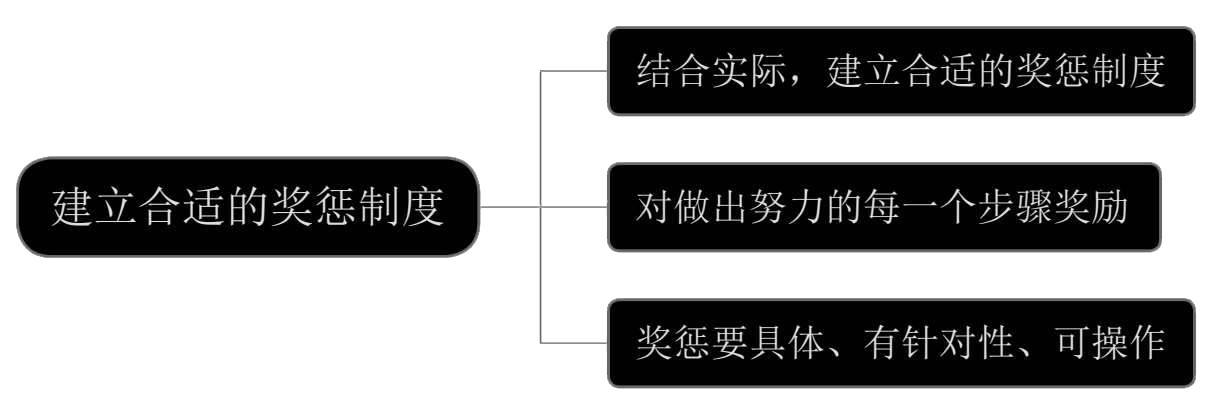 建立合适的奖惩制度
结合实际，建立合适的奖惩制度
对做出努力的每一个步骤奖励
奖惩要具体、有针对性、可操作